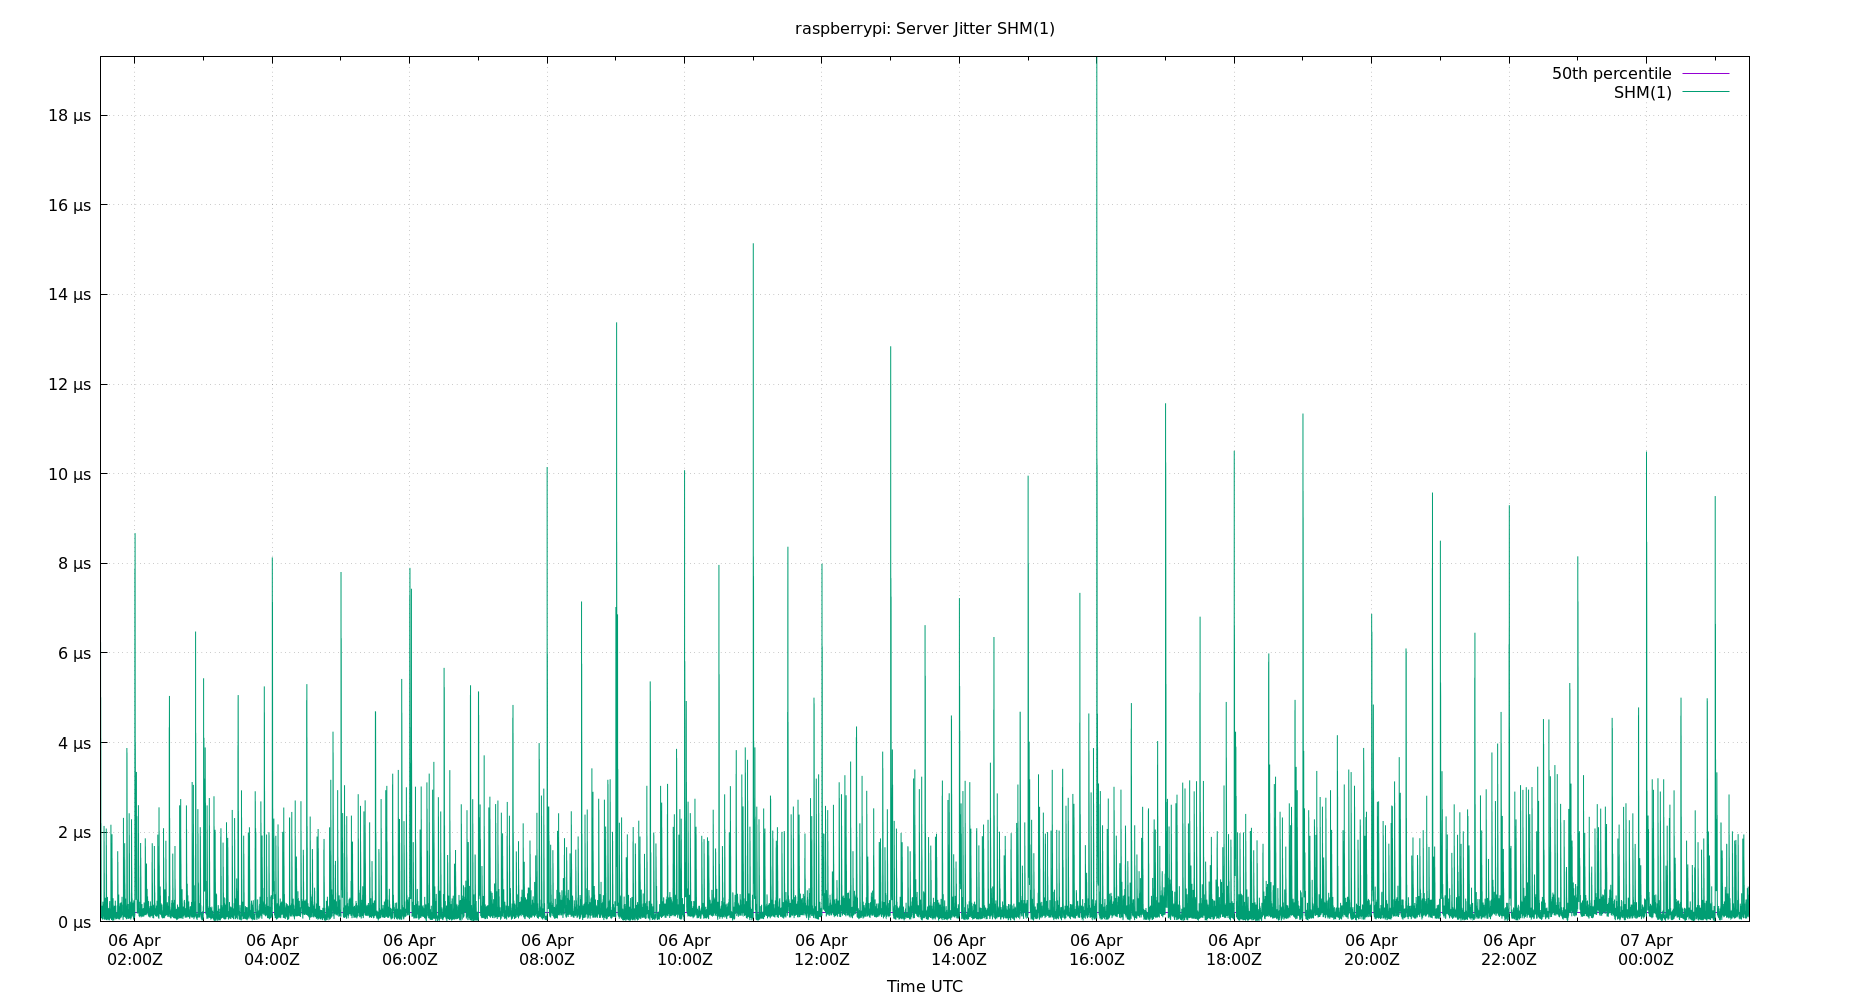 raspberrypi: Server Jitter SHM(1)
50th percentile
SHM(1)
18 µs
16 µs
14 µs
12 µs
10 µs
8 µs
6 µs
4 µs
2 µs
0 µs
06 Apr 06 Apr 06 Apr 06 Apr 06 Apr 06 Apr 06 Apr 06 Apr 06 Apr 06 Apr 06 Apr 07 Apr
02:00Z 04:00Z 06:00Z 08:00Z 10:00Z 12:00Z 14:00Z 16:00Z 18:00Z 20:00Z 22:00Z 00:00Z
Time UTC